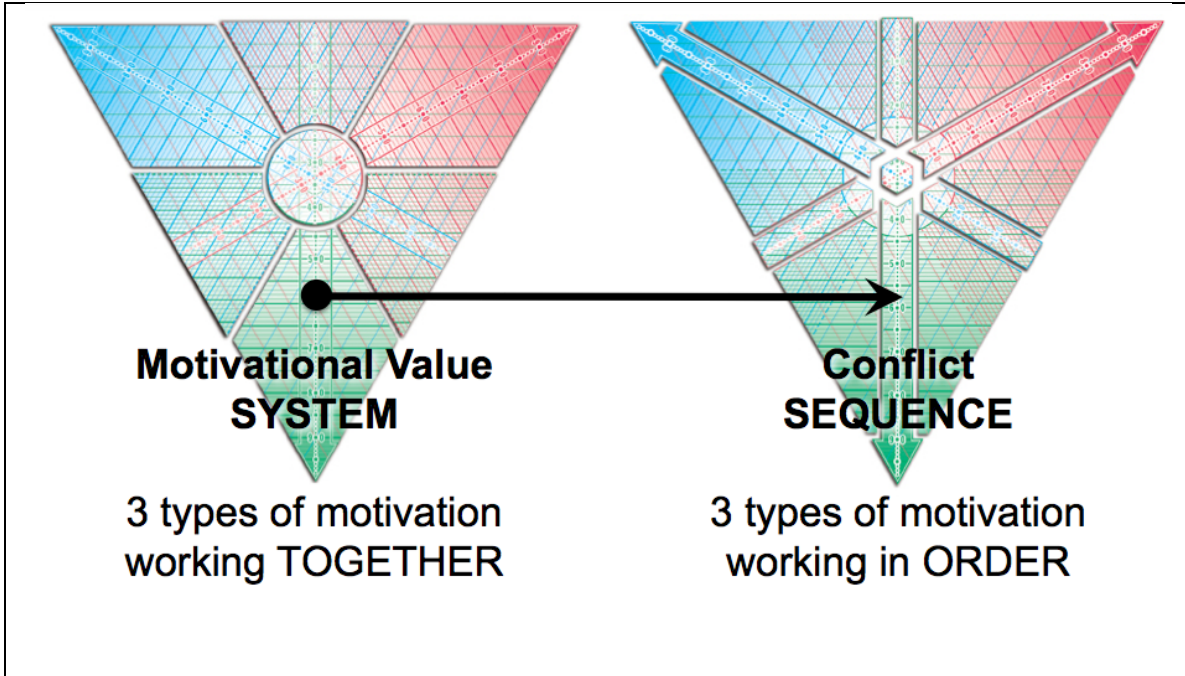 Motivational Value
SYSTEM
3 types of motivation
working TOGETHER
Conflict
SEQUENCE
3 types of motivation
working in ORDER